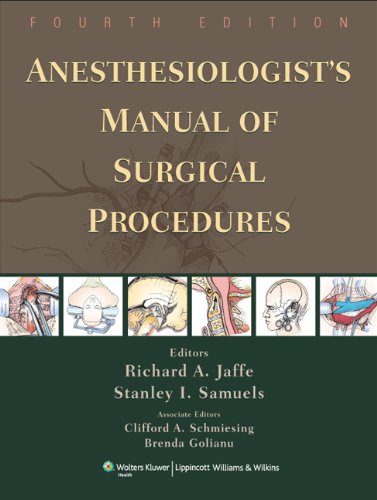 FOURTH EDITION
ANESTHESIOLOGIST'S
MANUAL OF
SURGICAL
PROCEDURES
Editors
Richard A. Jaffe
Stanley I. Samuels
Associate Editors
Clifford A. Schmiesing
Brenda Golianu
Wolters Kluwer | Lippincott Williams & Wilkins
Health